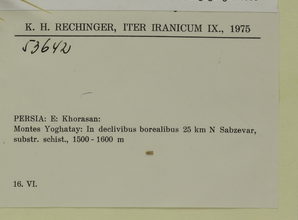 K. H. RECHINGER, ITER IRANICUM IX., 1975
53642
PERSIA: E: Khorasan:
Montes Yoghatay: In declivibus borealibus 25 km N Sabzevar,
substr. schist., 1500 - 1600 m
16. VI.